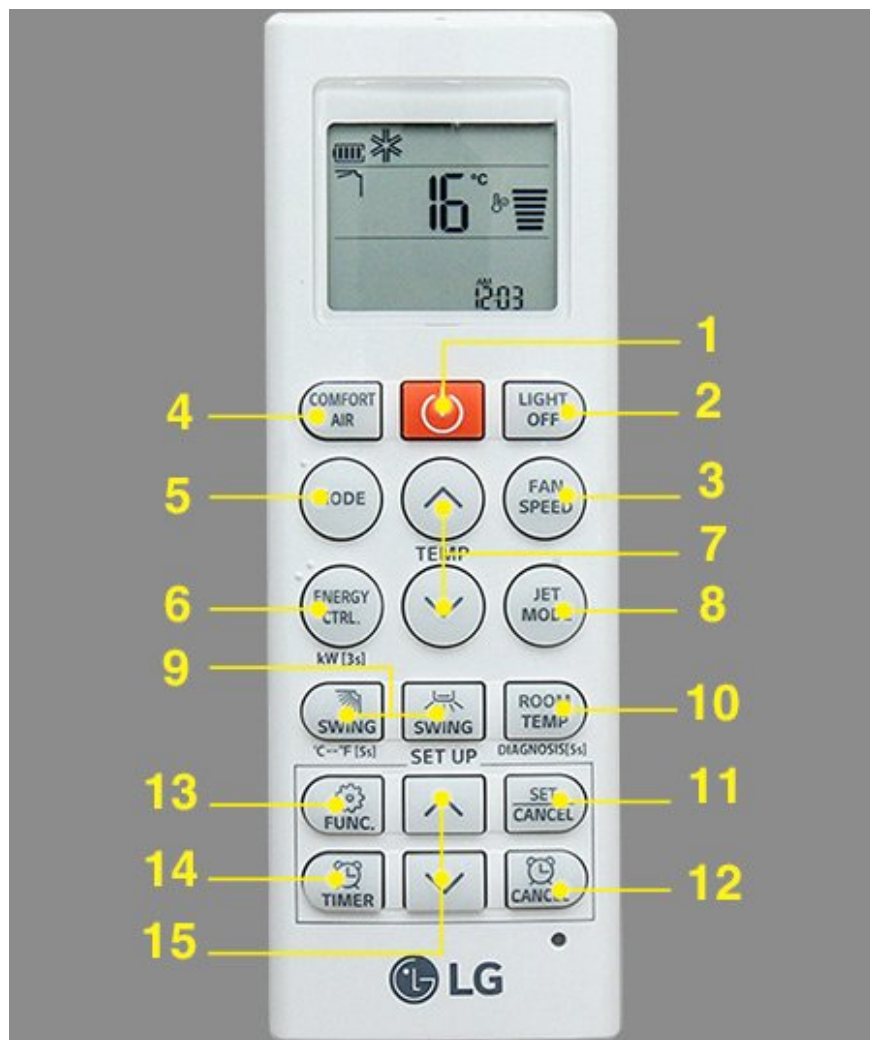 16 °C
AM
12:03
1
COMFORT
AIR
LIGHT
OFF
4
2
MODE
FAN
SPEED
5
3
TEMP
7
ENERGY
CTRL.
JET
MODE
6
8
kW [3s]
9
SWING
SWING
ROOM
TEMP
10
°C↔°F [5s]
SET UP
DIAGNOSIS[5s]
13
FUNC.
SET
CANCEL
11
14
TIMER
CANCEL
12
15
LG